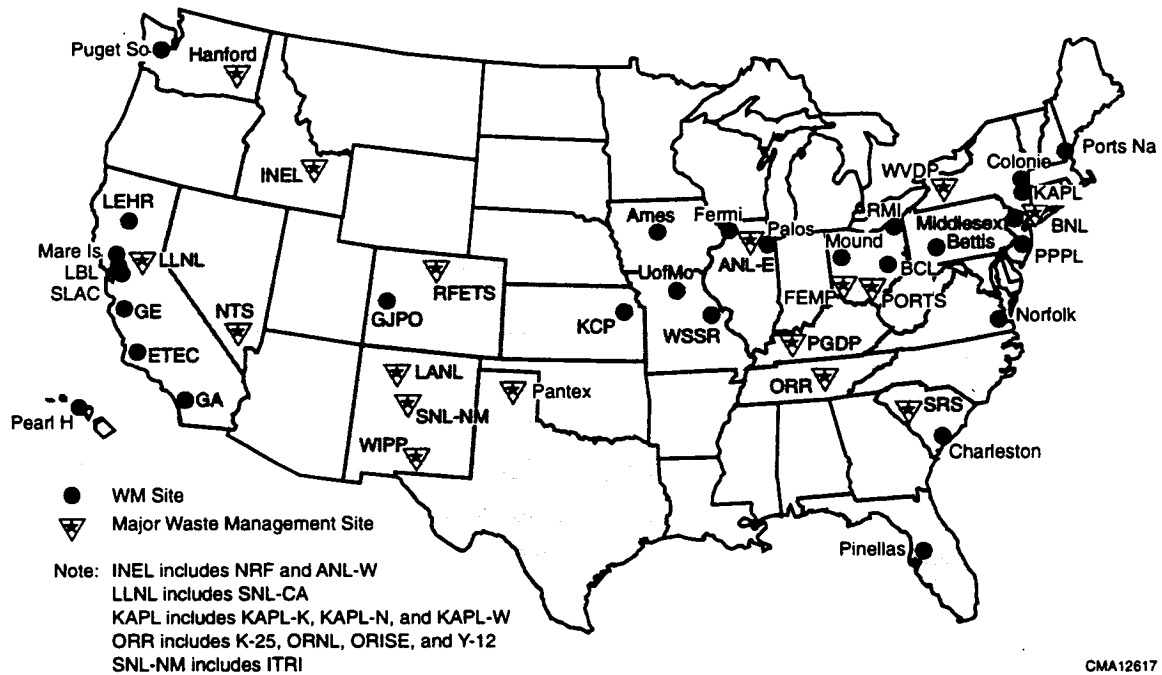 Puget So
Hanford
INEL
LEHR
Mare Is
LBL
SLAC
LLNL
GE
NTS
ETEC
GA
Pearl H
RFETS
GJPO
LANL
SNL-NM
WIPP
Pantex
KCP
Ames
UofMo
WSSR
Fermi
ANL-E
Palos
Mound
RMI
BCL
FEMP
PORTS
PGDP
ORR
SRS
Charleston
Pinellas
Norfolk
WVDP
Colonie
Ports Na
KAPL
Middlesex
BNL
Bettis
PPPL
WM Site
Major Waste Management Site
Note: INEL includes NRF and ANL-W
LLNL includes SNL-CA
KAPL includes KAPL-K, KAPL-N, and KAPL-W
ORR includes K-25, ORNL, ORISE, and Y-12
SNL-NM includes ITRI
CMA12617